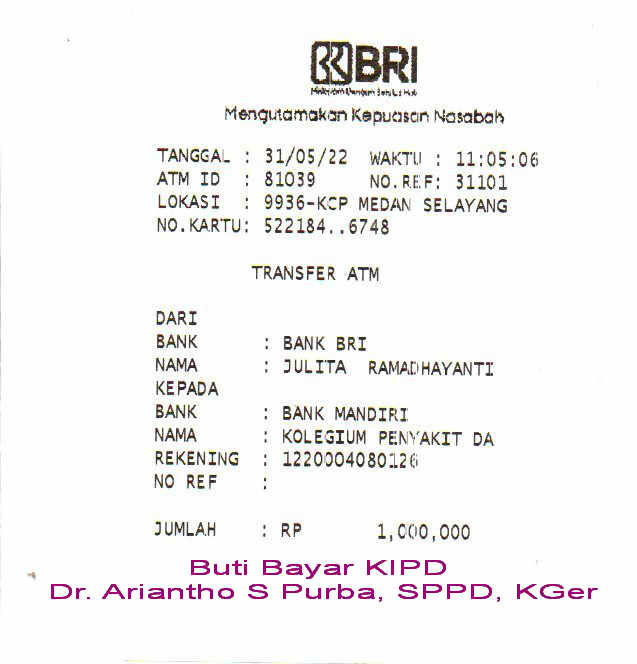 BRI
Mengutamakan Kepuasan Nasabah
TANGGAL : 31/05/22 WAKTU : 11:05:06
ATM ID : 81039 NO.REF: 31101
LOKASI : 9936-KCP MEDAN SELAYANG
NO.KARTU: 522184..6748
TRANSFER ATM
DARI
BANK : BANK BRI
NAMA : JULITA RAMADHAYANTI
KEPADA
BANK : BANK MANDIRI
NAMA : KOLEGIUM PENYAKIT DA
REKENING : 1220004080126
NO REF :
JUMLAH : RP 1,000,000
Buti Bayar KIPD
Dr. Ariantho S Purba, SPPD, KGer